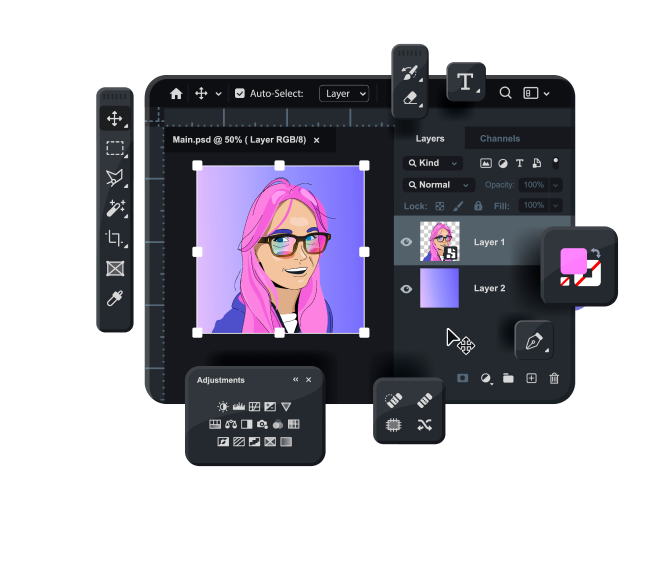 T
Auto-Select:
Layer
Main.psd @ 50% ( Layer RGB/8) ×
Layers
Channels
Kind
T
Normal
Opacity:
100%
Lock:
Fill:
100%
Layer 1
Layer 2
Adjustments